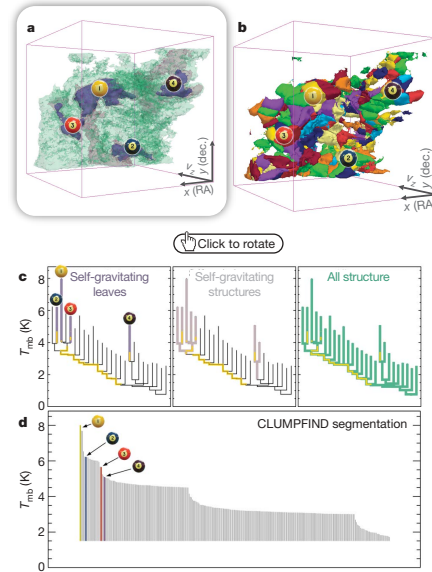 a
b
1
4
3
2
v_z
y (dec.)
x (RA)
1
4
3
2
v_z
y (dec.)
x (RA)
Click to rotate
c
8
6
4
2
0
T_mb (K)
Self-gravitating
leaves
1
2
3
4
Self-gravitating
structures
All structure
d
CLUMPFIND segmentation
8
6
4
2
0
T_mb (K)
1
2
3
4